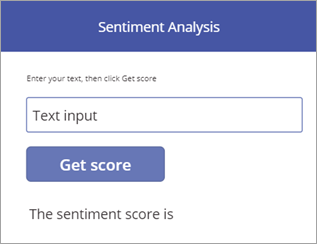 Sentiment Analysis
Enter your text, then click Get score
Text input
Get score
The sentiment score is